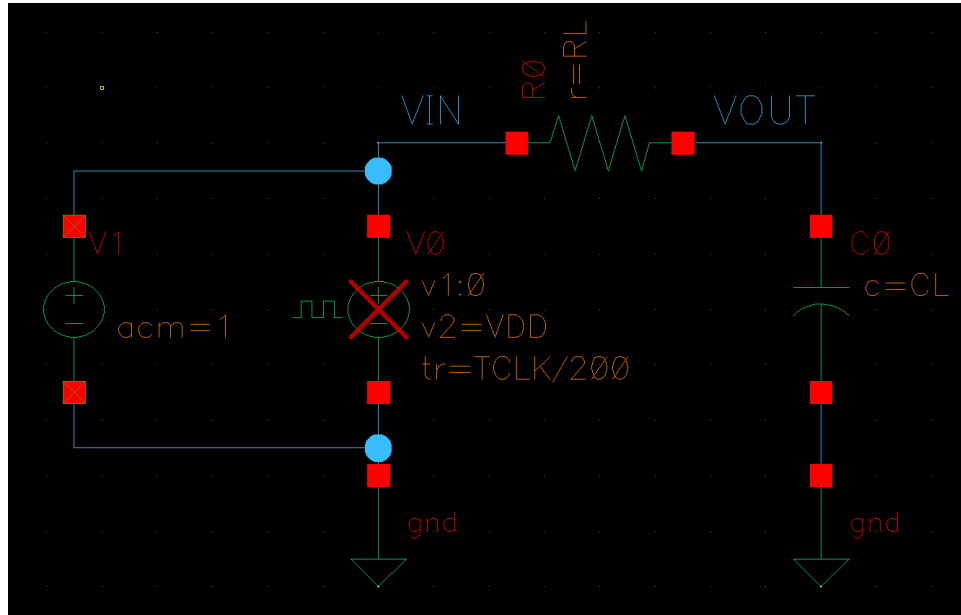 R0
r=RL
VIN
VOUT
V1
acm=1
V0
v1:0
v2=VDD
tr=TCLK/200
C0
c=CL
gnd
gnd